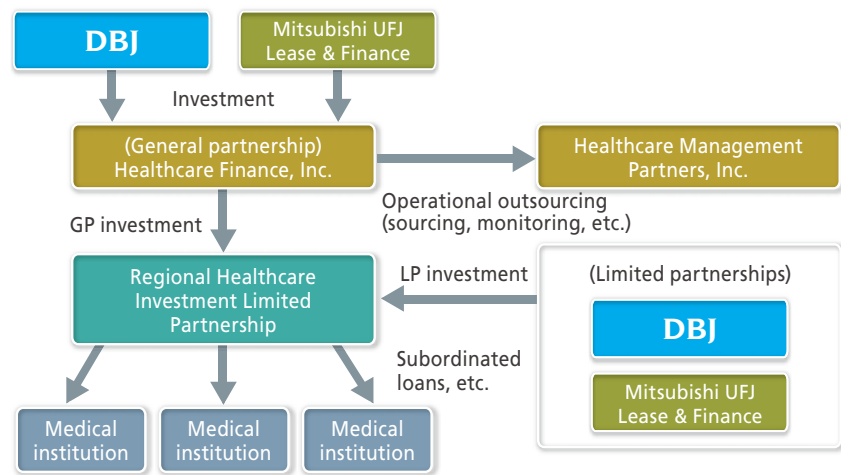 DBJ
Mitsubishi UFJ
Lease & Finance
Investment
(General partnership)
Healthcare Finance, Inc.
Healthcare Management
Partners, Inc.
Operational outsourcing
(sourcing, monitoring, etc.)
GP investment
Regional Healthcare
Investment Limited
Partnership
LP investment
(Limited partnerships)
DBJ
Mitsubishi UFJ
Lease & Finance
Subordinated
loans, etc.
Medical
institution
Medical
institution
Medical
institution